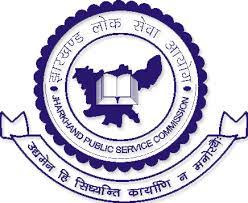 झारखण्ड लोक सेवा आयोग
JHARKHAND PUBLIC SERVICE COMMISSION
उद्यमेन हि सिध्यन्ति कार्याणि न मनोरथैः